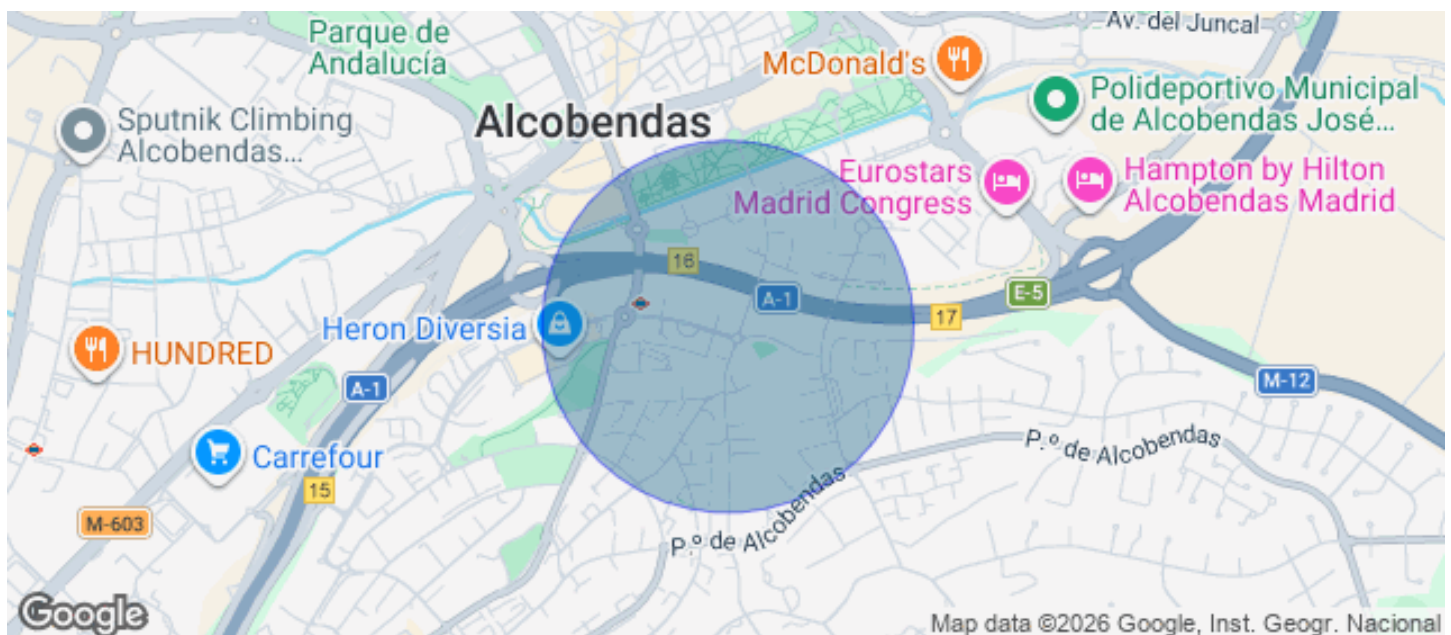 Av. del Juncal
Parque de
Andalucía
McDonald's
Polideportivo Municipal
de Alcobendas José...
Sputnik Climbing
Alcobendas...
Alcobendas
Eurostars
Madrid Congress
Hampton by Hilton
Alcobendas Madrid
16
A-1
E-5
17
Heron Diversia
HUNDRED
A-1
M-12
Carrefour
P.º de Alcobendas
15
M-603
P.º de Alcobendas
Google
Map data ©2026 Google, Inst. Geogr. Nacional